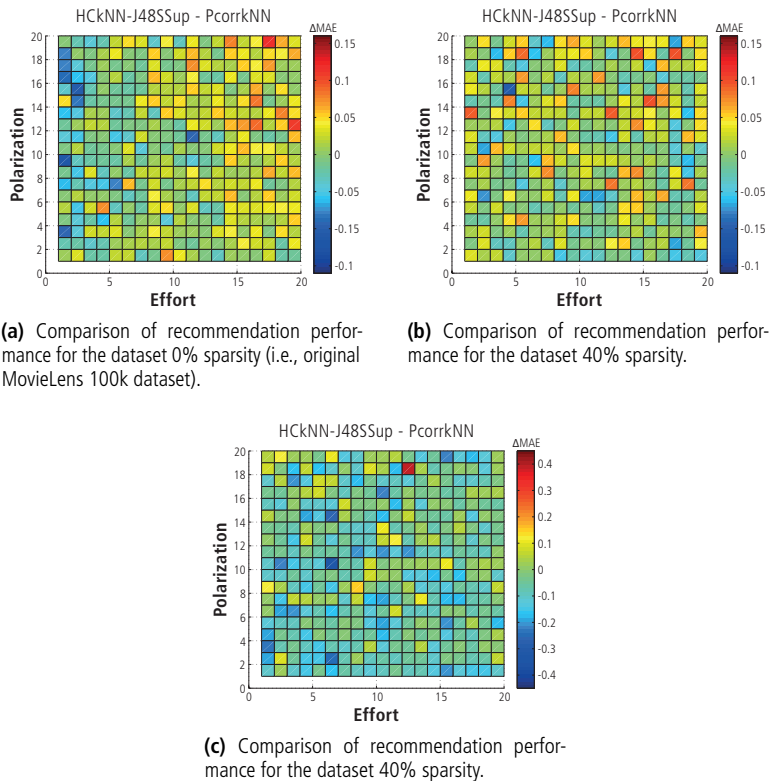 HCkNN-J48SSup - PcorrkNN
ΔMAE
20
18
16
14
12
10
8
6
4
2
0
Polarization
0 5 10 15 20
Effort
0.15
0.10
0.05
0
-0.05
-0.1
(a) Comparison of recommendation perfor-
mance for the dataset 0% sparsity (i.e., original
MovieLens 100k dataset).
HCkNN-J48SSup - PcorrkNN
ΔMAE
20
18
16
14
12
10
8
6
4
2
0
Polarization
0 5 10 15 20
Effort
0.15
0.10
0.05
0
-0.05
-0.1
(b) Comparison of recommendation perfor-
mance for the dataset 40% sparsity.
HCkNN-J48SSup - PcorrkNN
ΔMAE
20
18
16
14
12
10
8
6
4
2
0
Polarization
0 5 10 15 20
Effort
0.4
0.3
0.2
0.1
0
-0.1
-0.2
-0.3
-0.4
(c) Comparison of recommendation perfor-
mance for the dataset 40% sparsity.